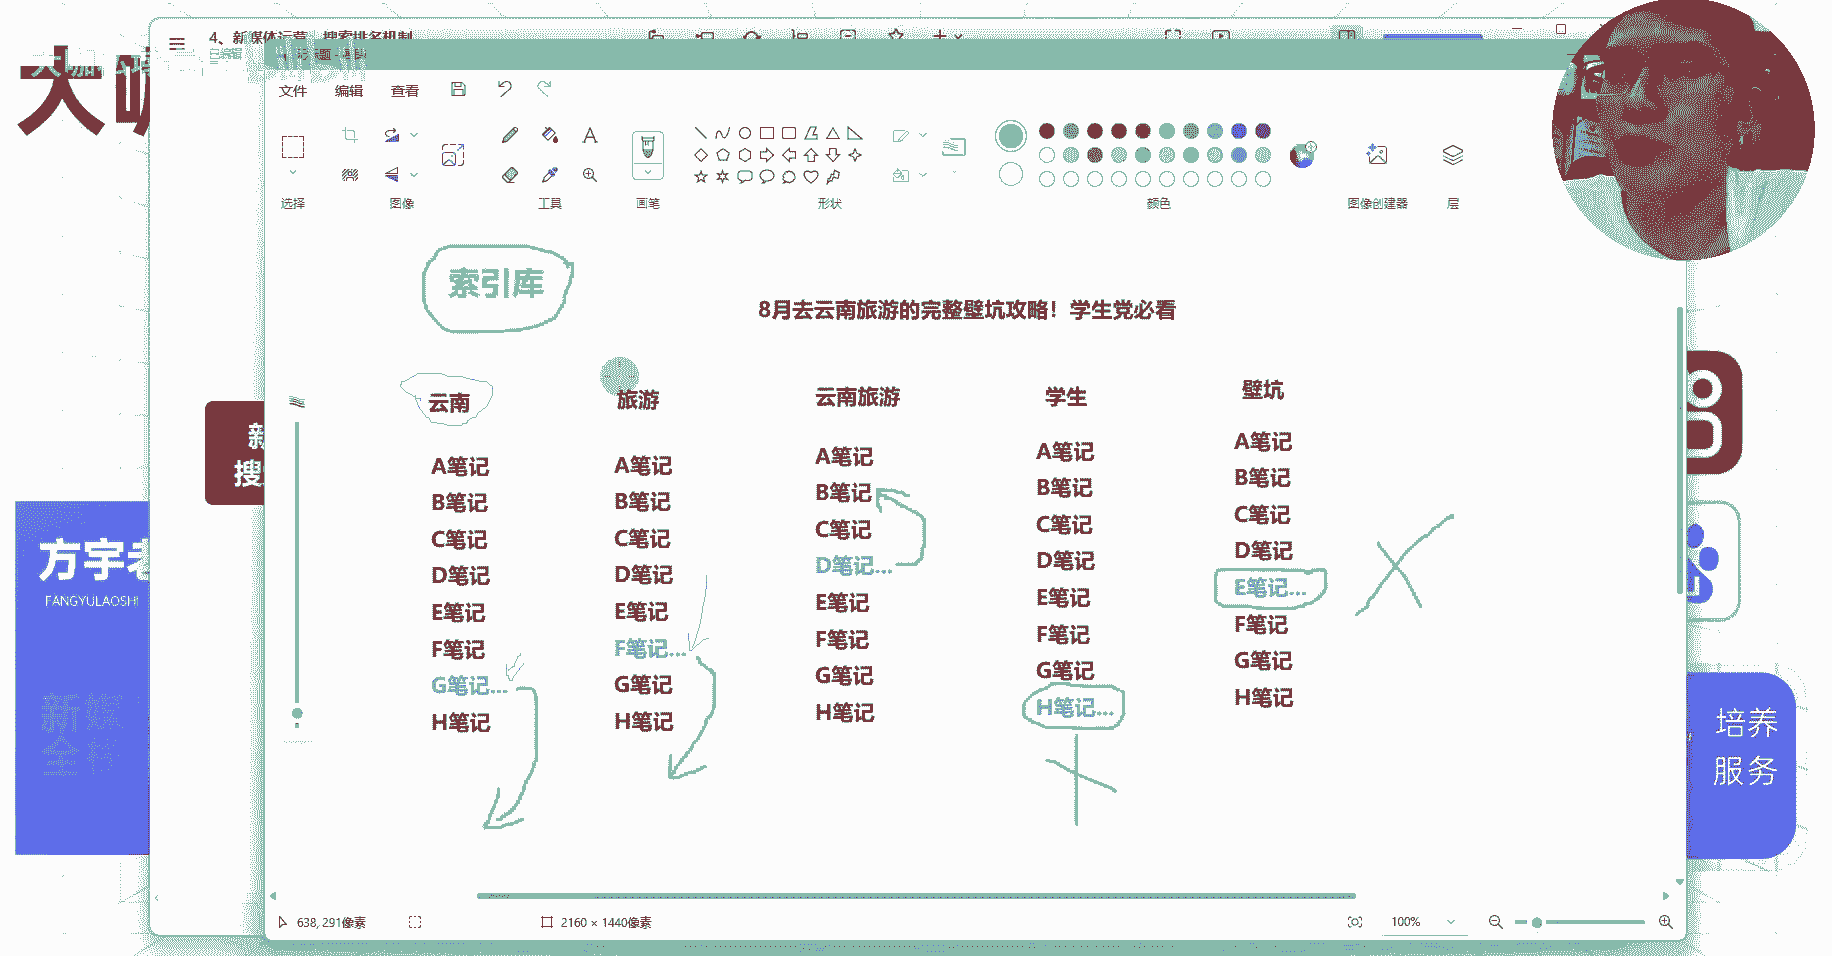 4、新媒体运营
搜索排名机制
大咖
已编辑
文件 编辑 查看
选择 图像 工具 画笔 形状 颜色 图像创建器 层
索引库
8月去云南旅游的完整壁坑攻略！学生党必看
云南 旅游 云南旅游 学生 壁坑
A笔记 A笔记 A笔记 A笔记 A笔记
B笔记 B笔记 B笔记 B笔记 B笔记
C笔记 C笔记 C笔记 C笔记 C笔记
D笔记 D笔记 D笔记... D笔记 D笔记
E笔记 E笔记 E笔记 E笔记 E笔记...
F笔记 F笔记... F笔记 F笔记 F笔记
G笔记... G笔记 G笔记 G笔记 G笔记
H笔记 H笔记 H笔记 H笔记... H笔记
新
搜
方宇老
FANGYULAOSHI
新媒
全
培养
服务
638, 291像素
2160 × 1440像素
100%